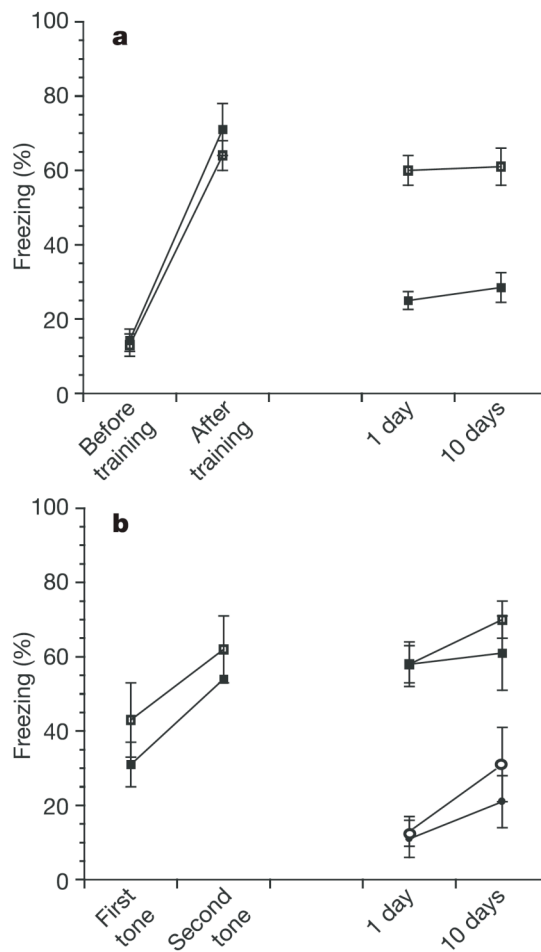 a
100
80
60
40
20
0
Freezing (%)
Before
training
After
training
1 day
10 days
b
100
80
60
40
20
0
Freezing (%)
First
tone
Second
tone
1 day
10 days